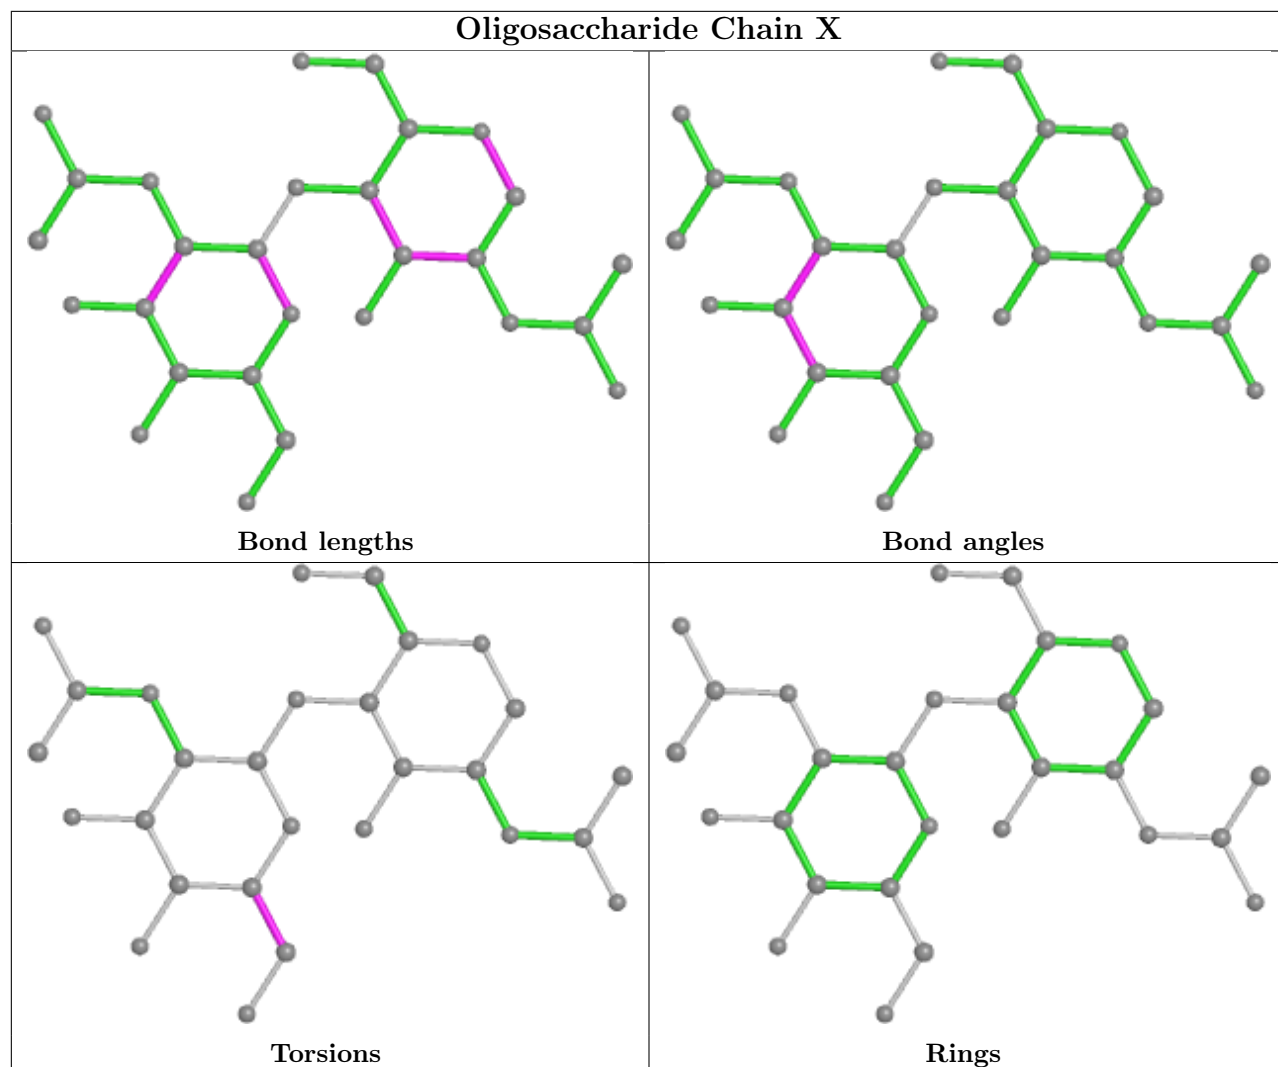 Oligosaccharide Chain X
Bond lengths
Bond angles
Torsions
Rings